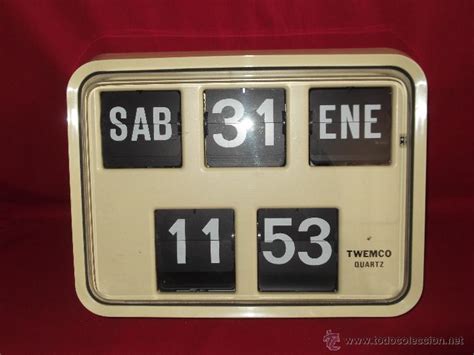 SAB 31 ENE
11 53
TWEMCO
QUARTZ
© www.todocoleccion.net